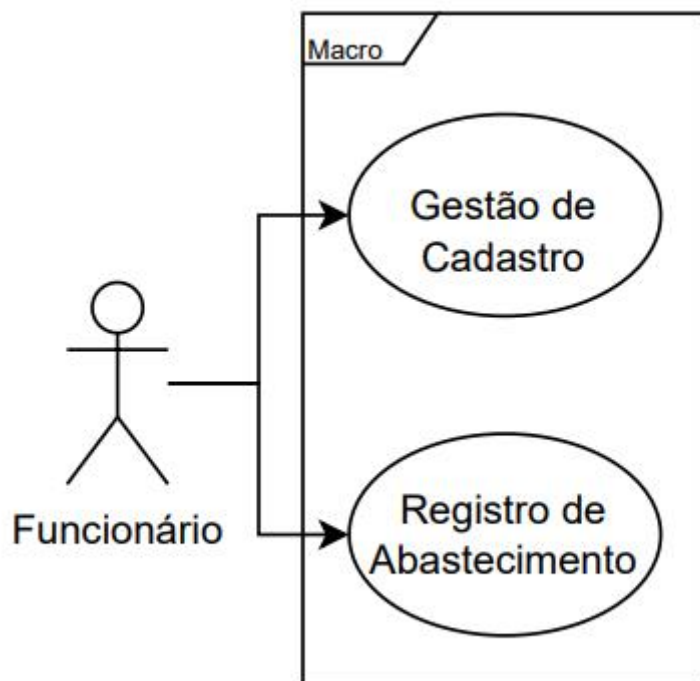 Macro
Gestão de
Cadastro
Funcionário
Registro de
Abastecimento